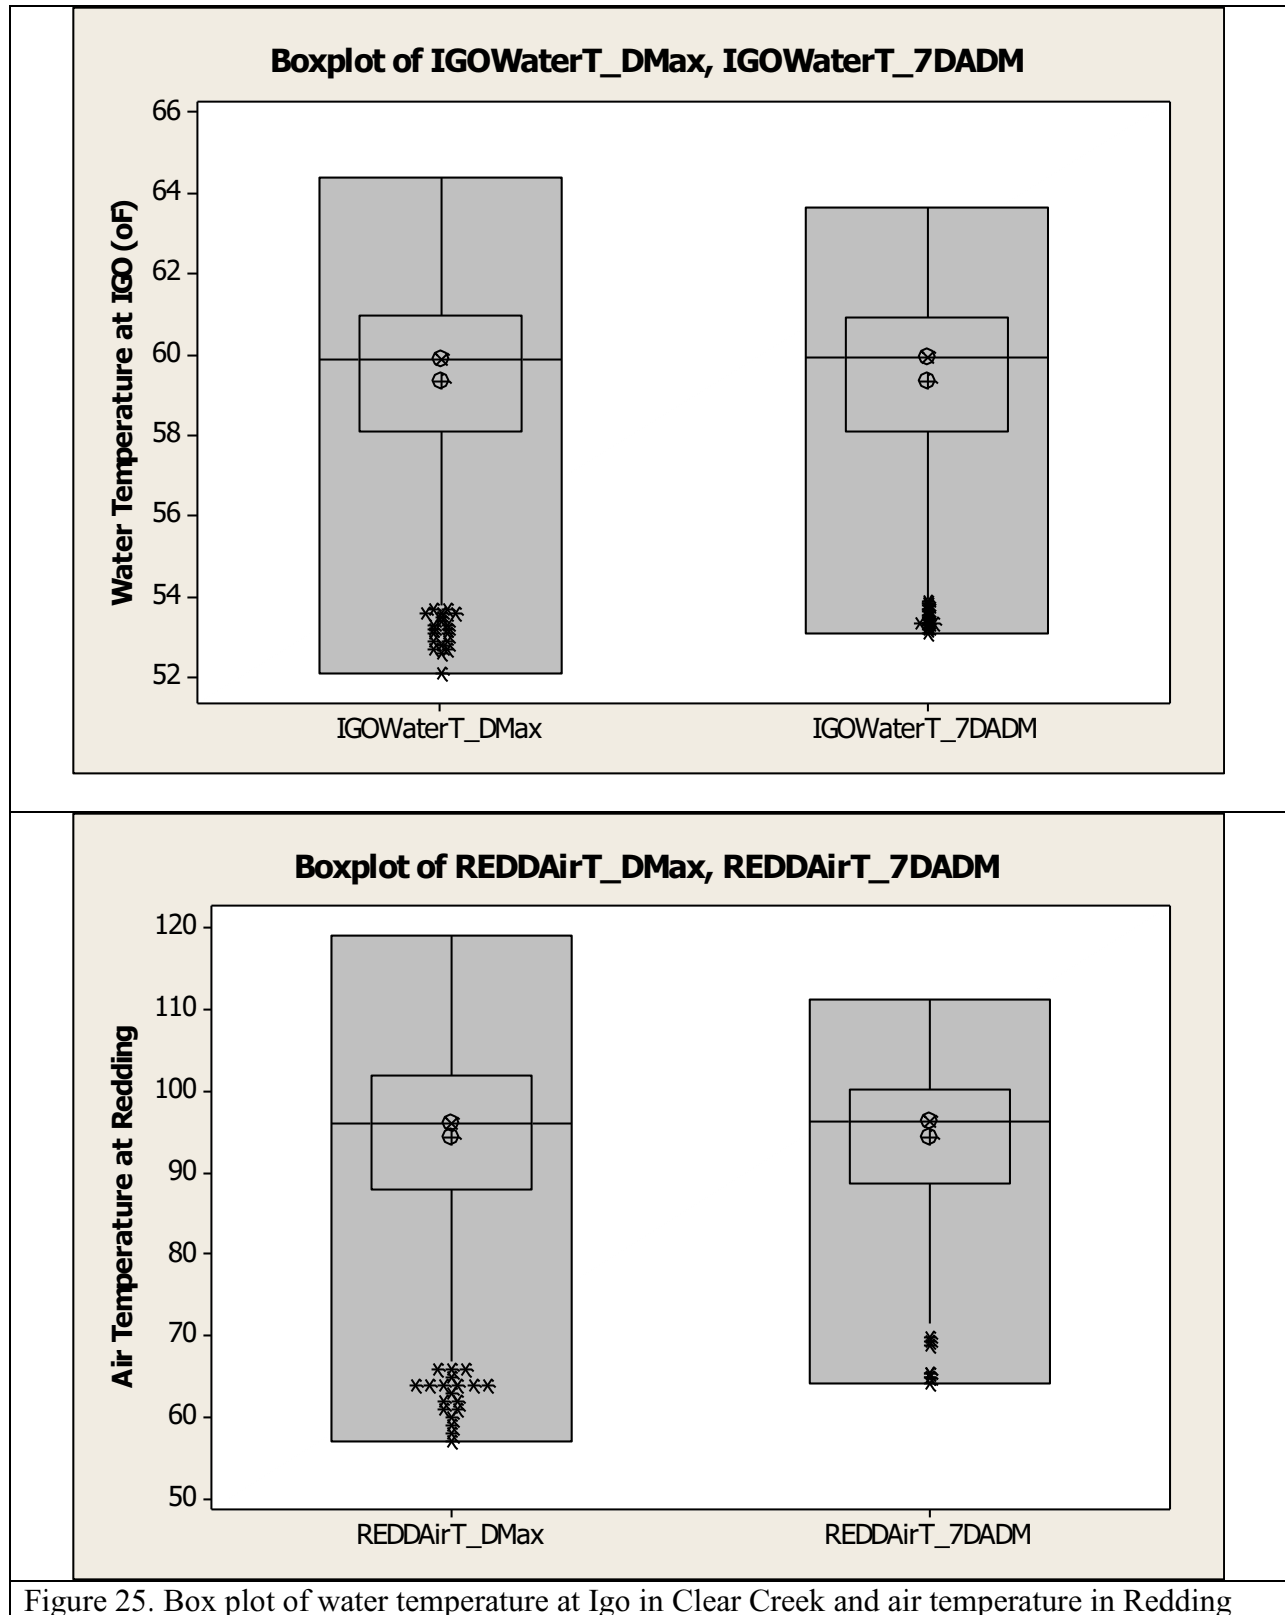 Boxplot of IGOWaterT_DMax, IGOWaterT_7DADM
Water Temperature at IGO (oF)
66
64
62
60
58
56
54
52
IGOWaterT_DMax IGOWaterT_7DADM
Boxplot of REDDAirT_DMax, REDDAirT_7DADM
Air Temperature at Redding
120
110
100
90
80
70
60
50
REDDAirT_DMax REDDAirT_7DADM
Figure 25. Box plot of water temperature at Igo in Clear Creek and air temperature in Redding